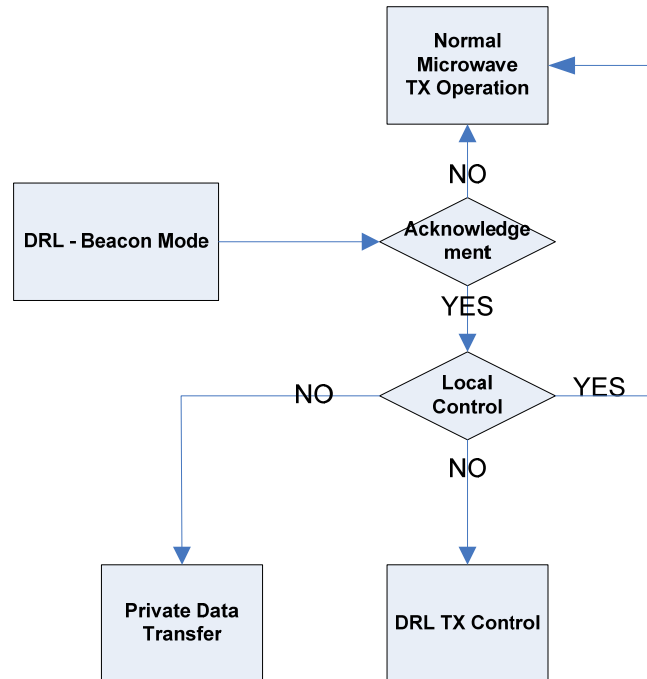 Normal
Microwave
TX Operation
NO
DRL - Beacon Mode
Acknowledge
ment
YES
Local
Control
YES
NO
NO
Private Data
Transfer
DRL TX Control